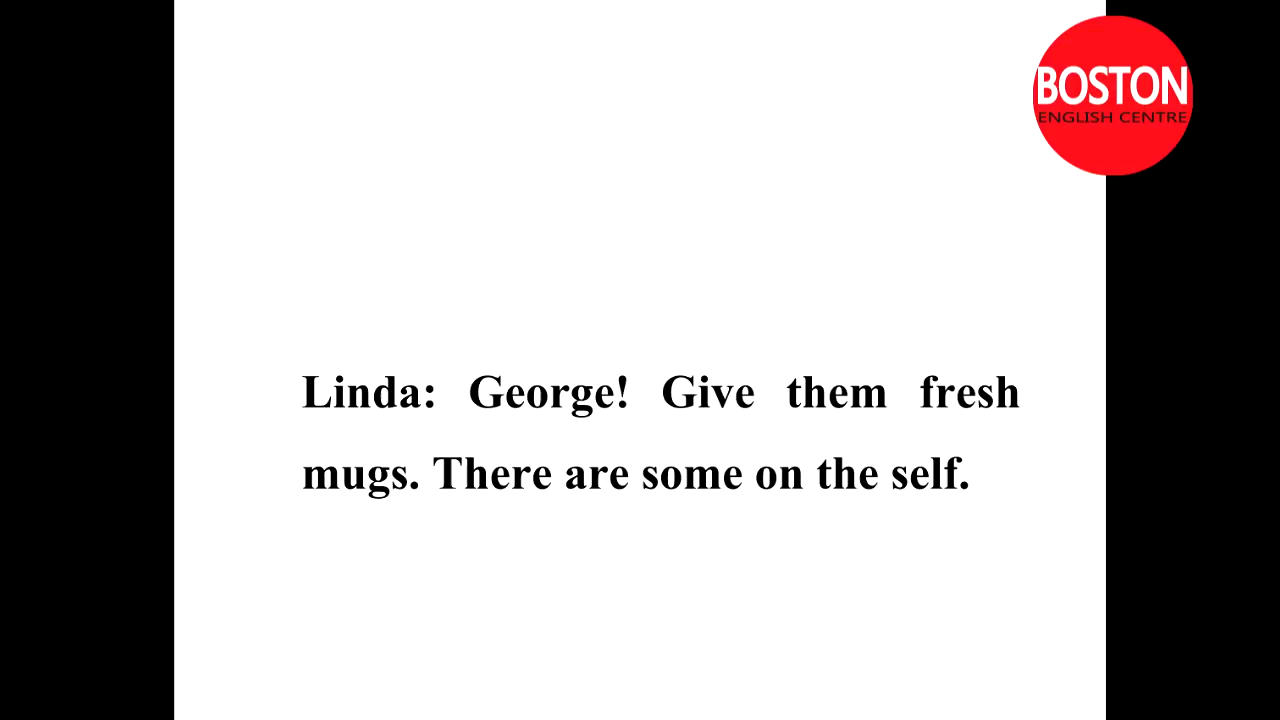 BOSTON
ENGLISH CENTRE
Linda: George! Give them fresh
mugs. There are some on the self.